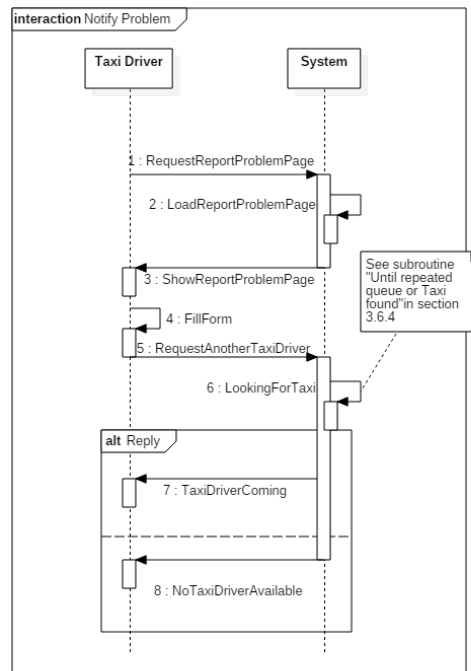 interaction Notify Problem
Taxi Driver
System
1 : RequestReportProblemPage
2 : LoadReportProblemPage
3 : ShowReportProblemPage
See subroutine
"Until repeated
queue or Taxi
found"in section
3.6.4
4 : FillForm
5 : RequestAnotherTaxiDriver
6 : LookingForTaxi
alt Reply
7 : TaxiDriverComing
8 : NoTaxiDriverAvailable